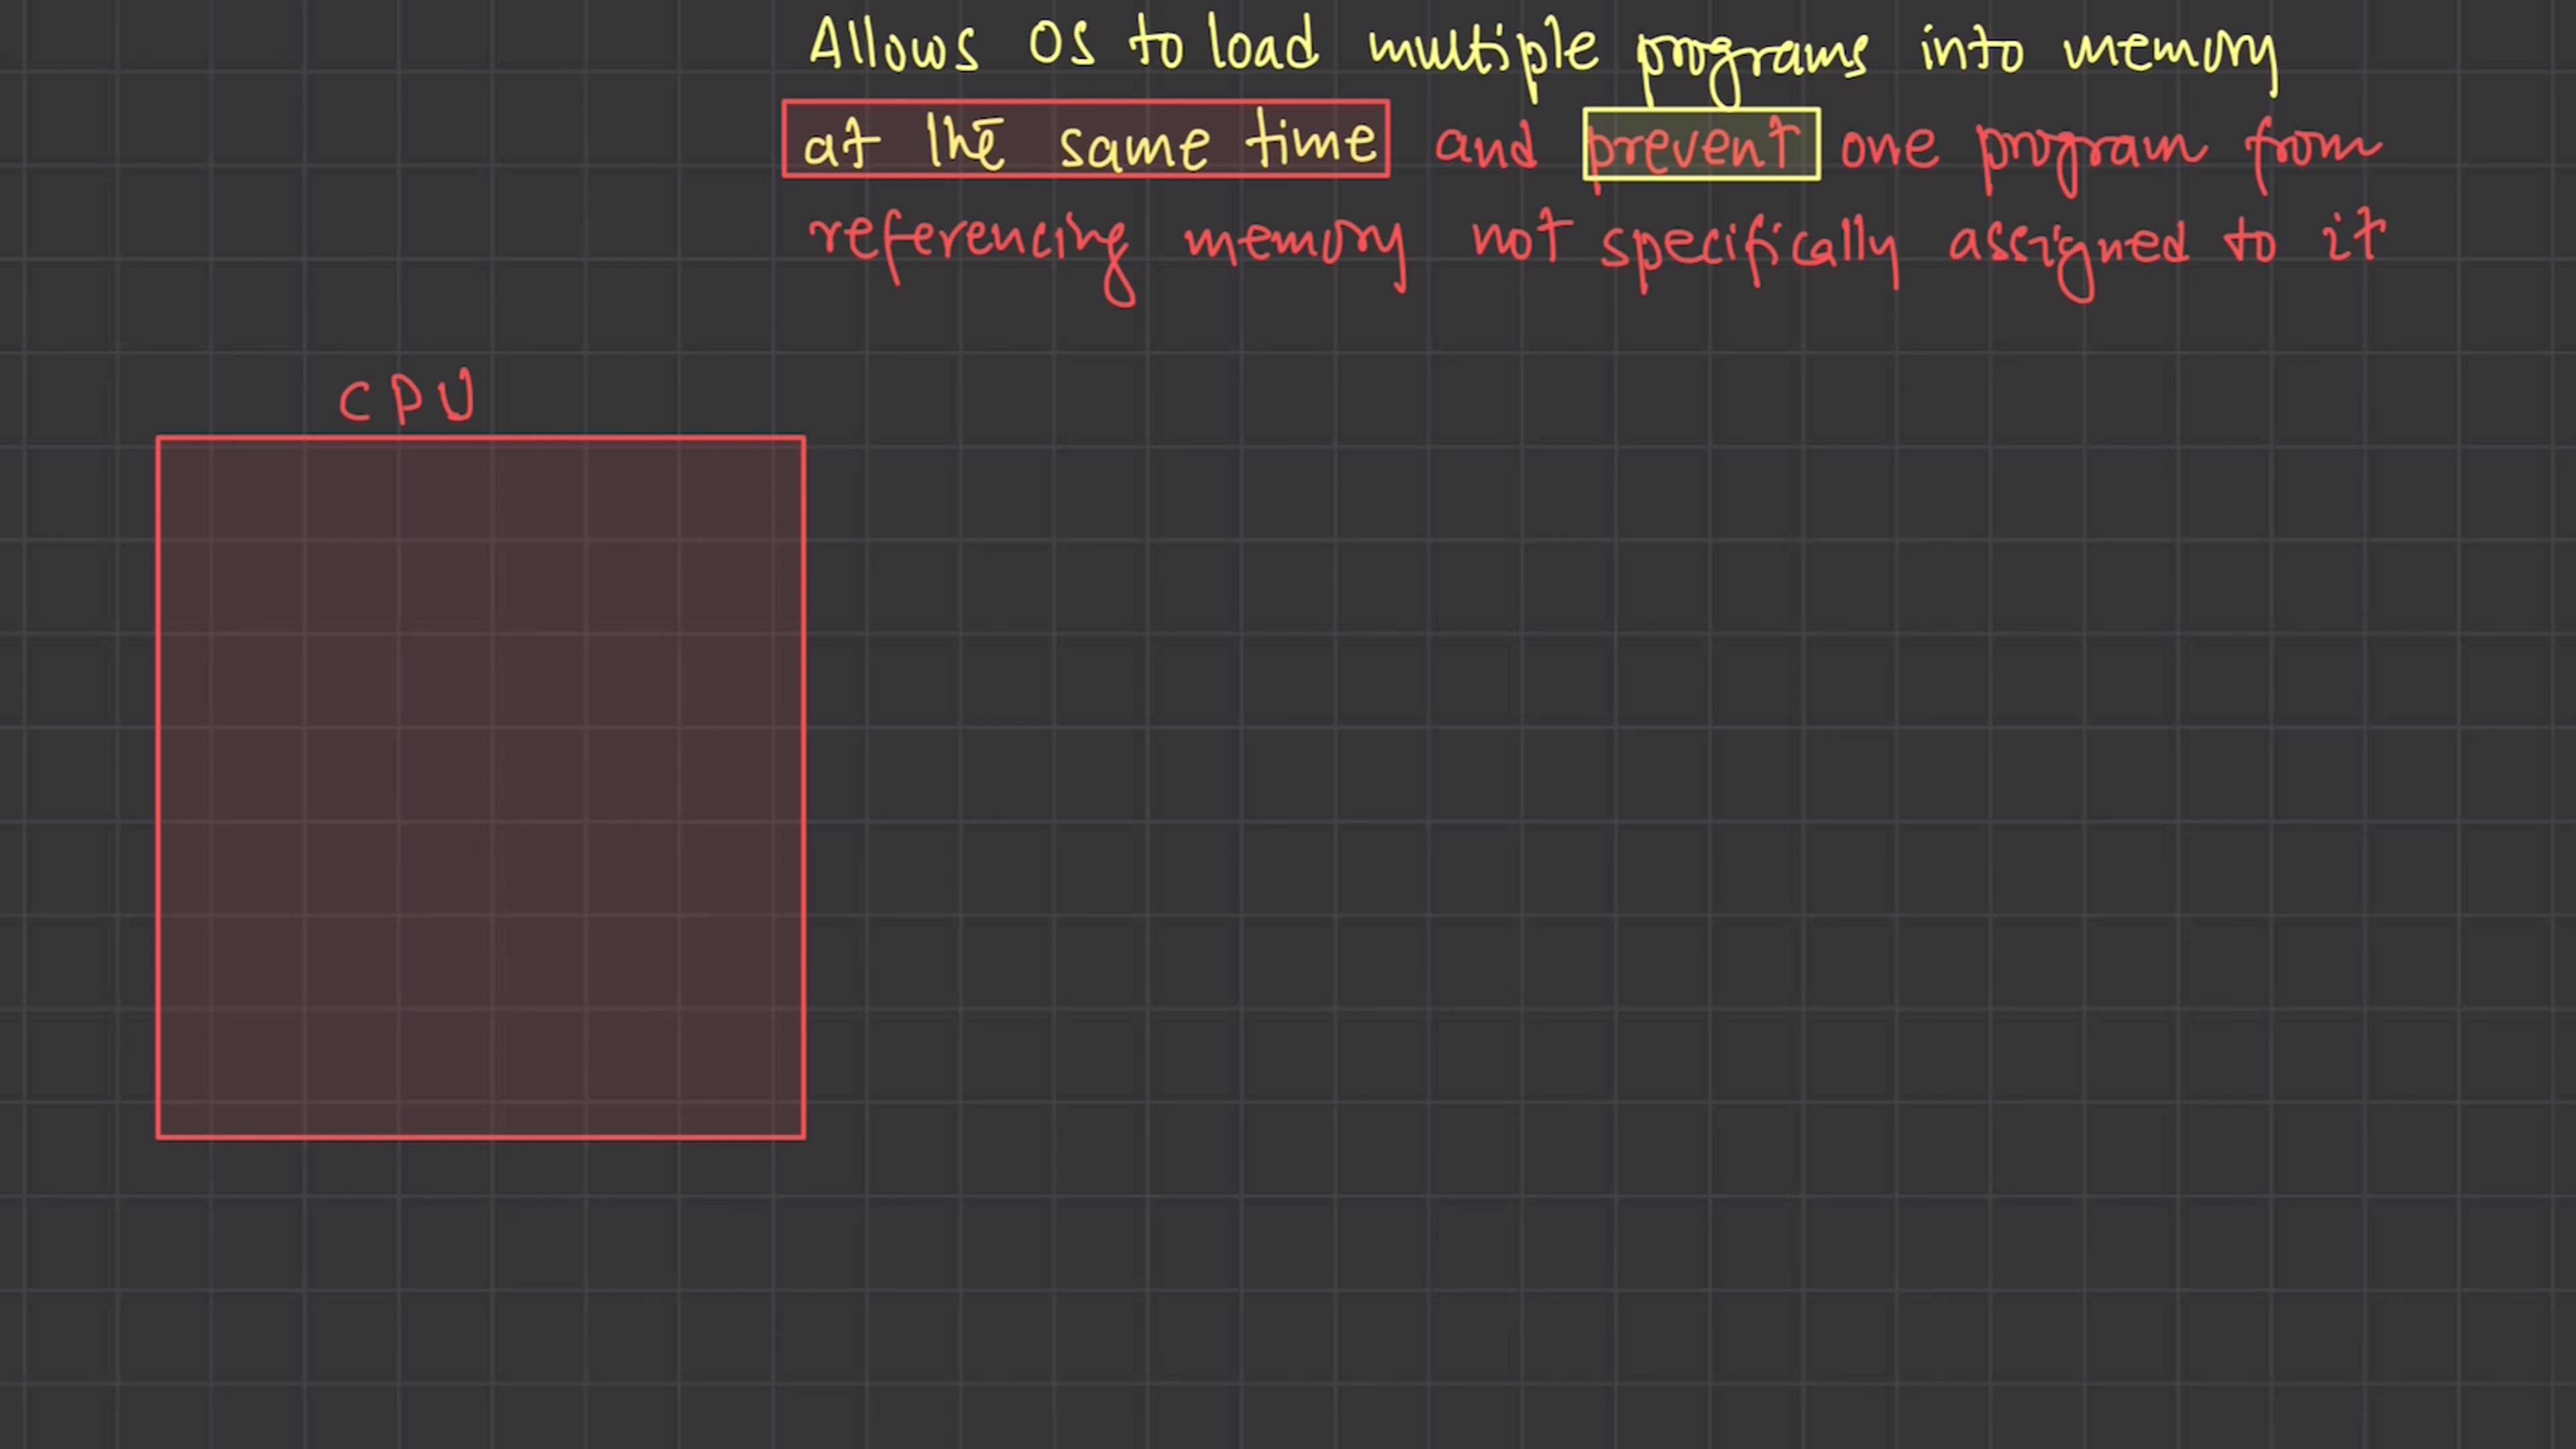 Allows OS to load multiple programs into memory
at the same time and prevent one program from
referencing memory not specifically assigned to it
CPU